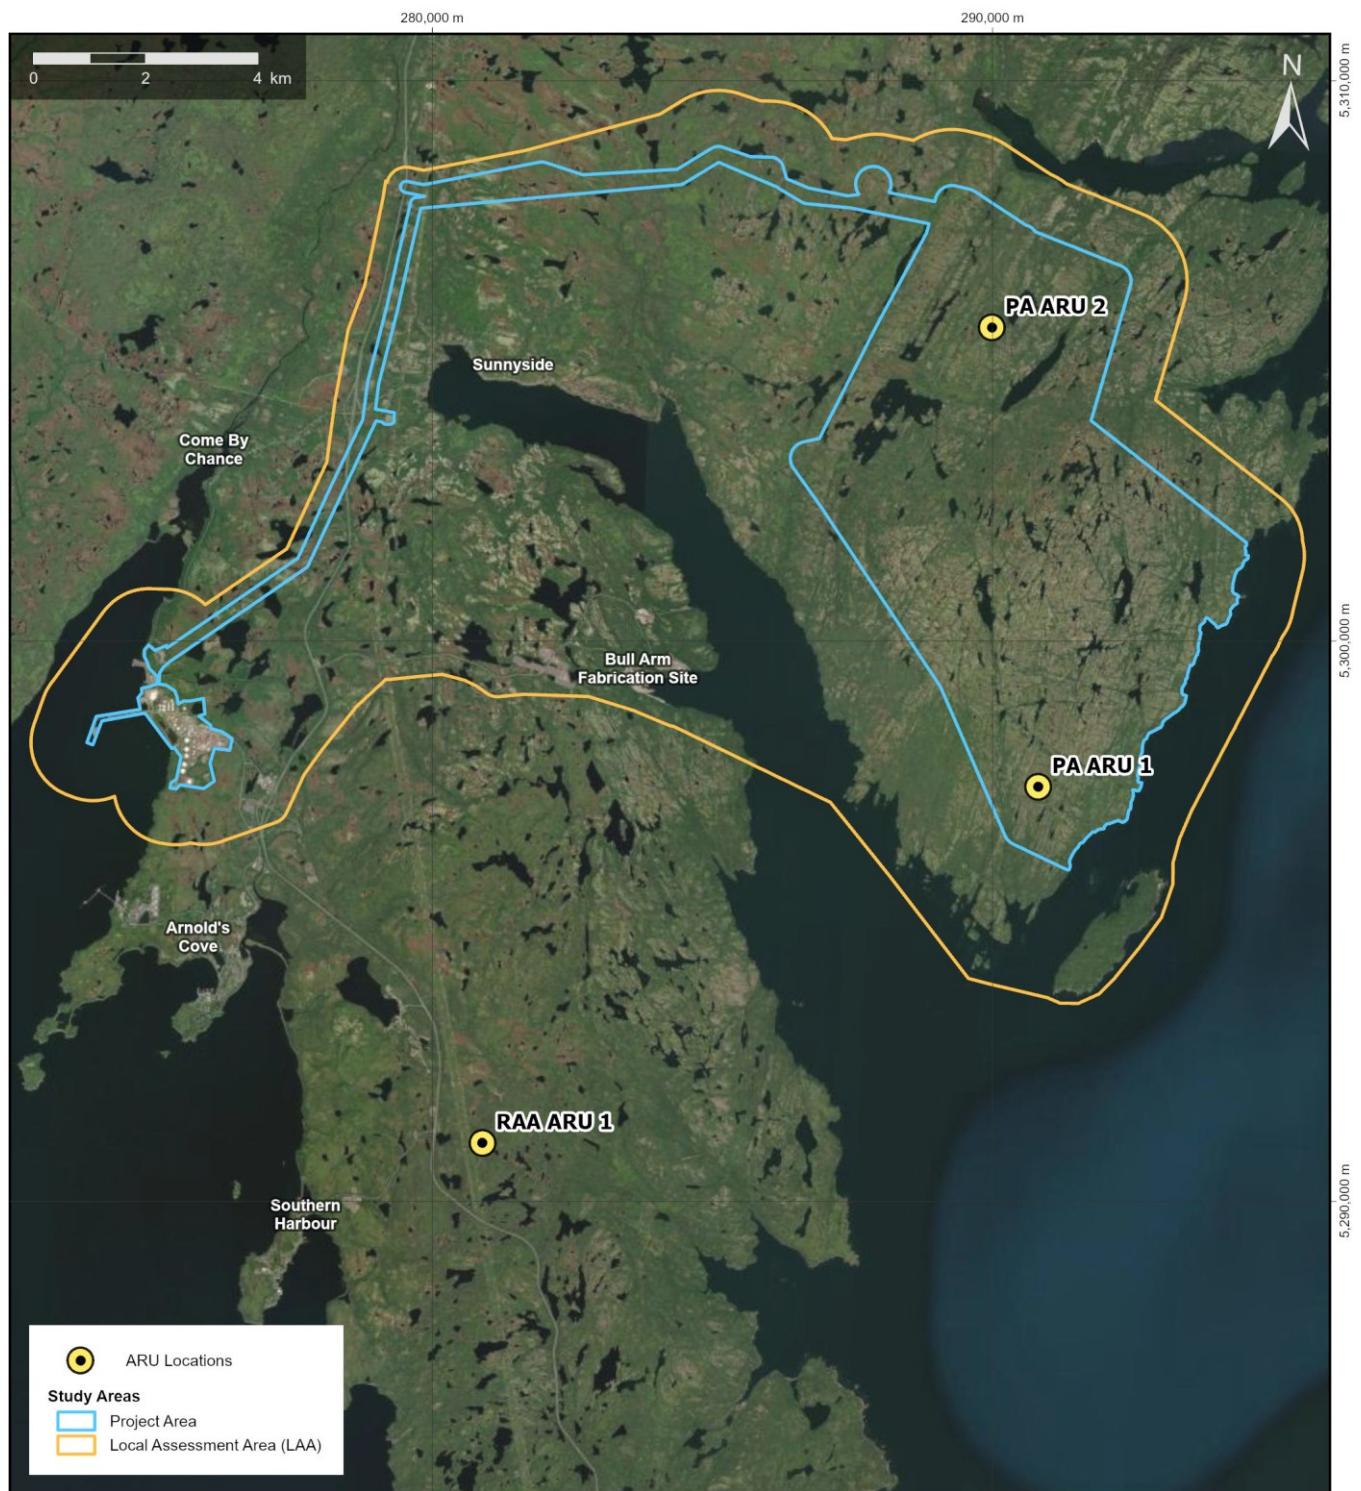 280,000 m
290,000 m
0 2 4 km
N
5,310,000 m
PA ARU 2
Sunnyside
Come By
Chance
5,300,000 m
Bull Arm
Fabrication Site
PA ARU 1
Arnold's
Cove
RAA ARU 1
5,290,000 m
Southern
Harbour
ARU Locations
Study Areas
Project Area
Local Assessment Area (LAA)